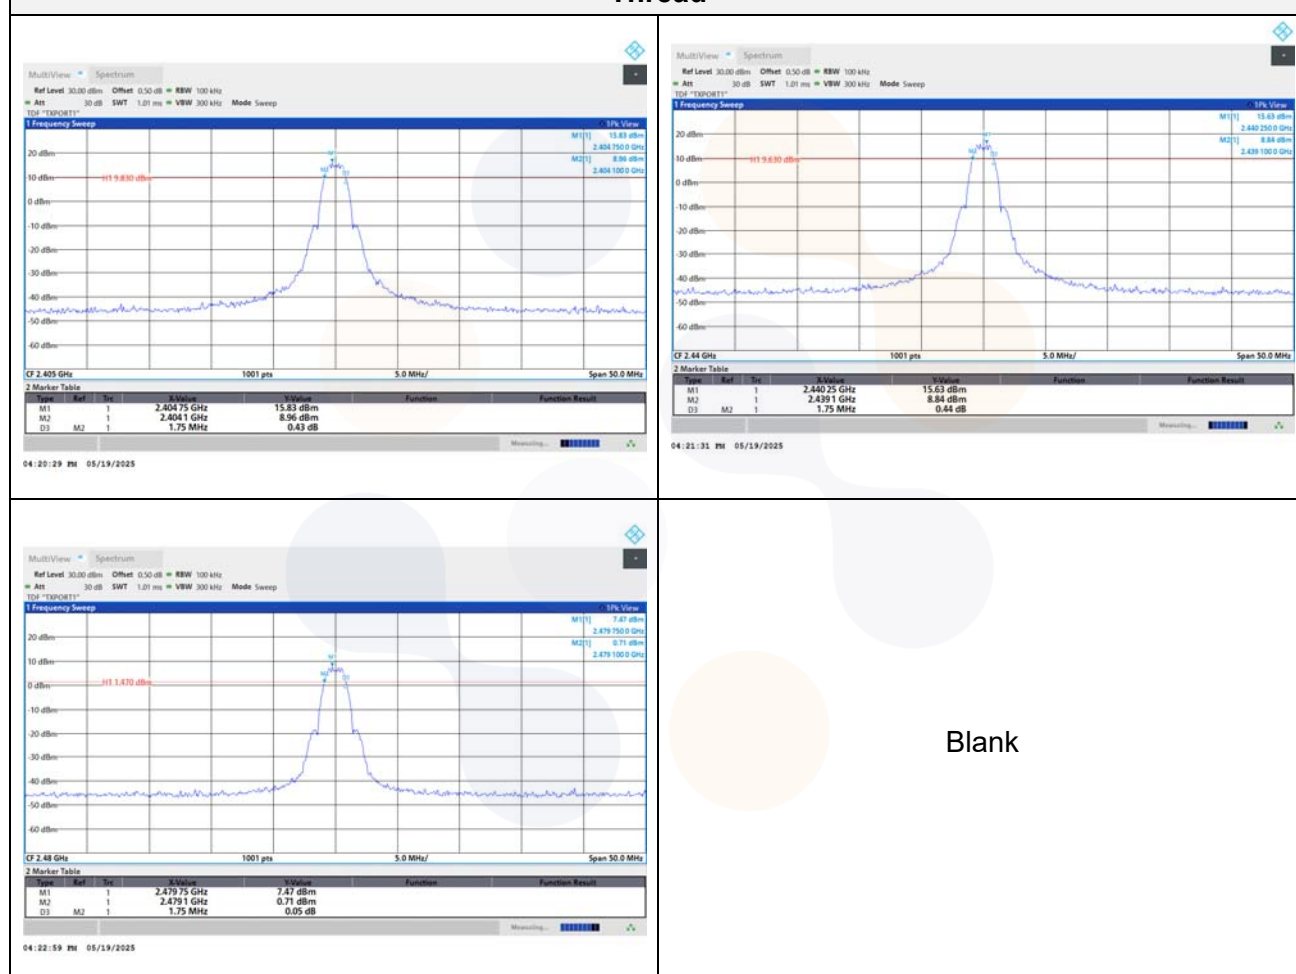 Thread
MultiView Spectrum
Ref Level 30.00 dBm Offset 0.50 dB RBW 100 kHz
Att 30 dB SWT 1.01 ms VBW 300 kHz Mode Sweep
TDF "TXPORT1"
1 Frequency Sweep 1Pk View
M1[1] 15.83 dBm
2.404 750 0 GHz
M2[1] 8.96 dBm
2.404 100 0 GHz
M1
20 dBm
M2 D3
10 dBm H1 9.830 dBm
0 dBm
-10 dBm
-20 dBm
-30 dBm
-40 dBm
-50 dBm
-60 dBm
CF 2.405 GHz 1001 pts 5.0 MHz/ Span 50.0 MHz
2 Marker Table
Type Ref Trc X-Value Y-Value Function Function Result
M1 1 2.404 75 GHz 15.83 dBm
M2 1 2.404 1 GHz 8.96 dBm
D3 M2 1 1.75 MHz 0.43 dB
Measuring...
04:20:29 PM 05/19/2025
MultiView Spectrum
Ref Level 30.00 dBm Offset 0.50 dB RBW 100 kHz
Att 30 dB SWT 1.01 ms VBW 300 kHz Mode Sweep
TDF "TXPORT1"
1 Frequency Sweep 1Pk View
M1[1] 15.63 dBm
2.440 250 0 GHz
M2[1] 8.84 dBm
2.439 100 0 GHz
20 dBm
M1
10 dBm H1 9.630 dBm
0 dBm
-10 dBm
-20 dBm
-30 dBm
-40 dBm
-50 dBm
-60 dBm
CF 2.44 GHz 1001 pts 5.0 MHz/ Span 50.0 MHz
2 Marker Table
Type Ref Trc X-Value Y-Value Function Function Result
M1 1 2.440 25 GHz 15.63 dBm
M2 1 2.439 1 GHz 8.84 dBm
D3 M2 1 1.75 MHz 0.44 dB
Measuring...
04:21:31 PM 05/19/2025
MultiView Spectrum
Ref Level 30.00 dBm Offset 0.50 dB RBW 100 kHz
Att 30 dB SWT 1.01 ms VBW 300 kHz Mode Sweep
TDF "TXPORT1"
1 Frequency Sweep 1Pk View
M1[1] 7.47 dBm
2.479 750 0 GHz
M2[1] 0.71 dBm
2.479 100 0 GHz
20 dBm
M1
10 dBm
0 dBm H1 1.470 dBm
-10 dBm
-20 dBm
-30 dBm
-40 dBm
-50 dBm
-60 dBm
CF 2.48 GHz 1001 pts 5.0 MHz/ Span 50.0 MHz
2 Marker Table
Type Ref Trc X-Value Y-Value Function Function Result
M1 1 2.479 75 GHz 7.47 dBm
M2 1 2.479 1 GHz 0.71 dBm
D3 M2 1 1.75 MHz 0.05 dB
Measuring...
04:22:59 PM 05/19/2025
Blank